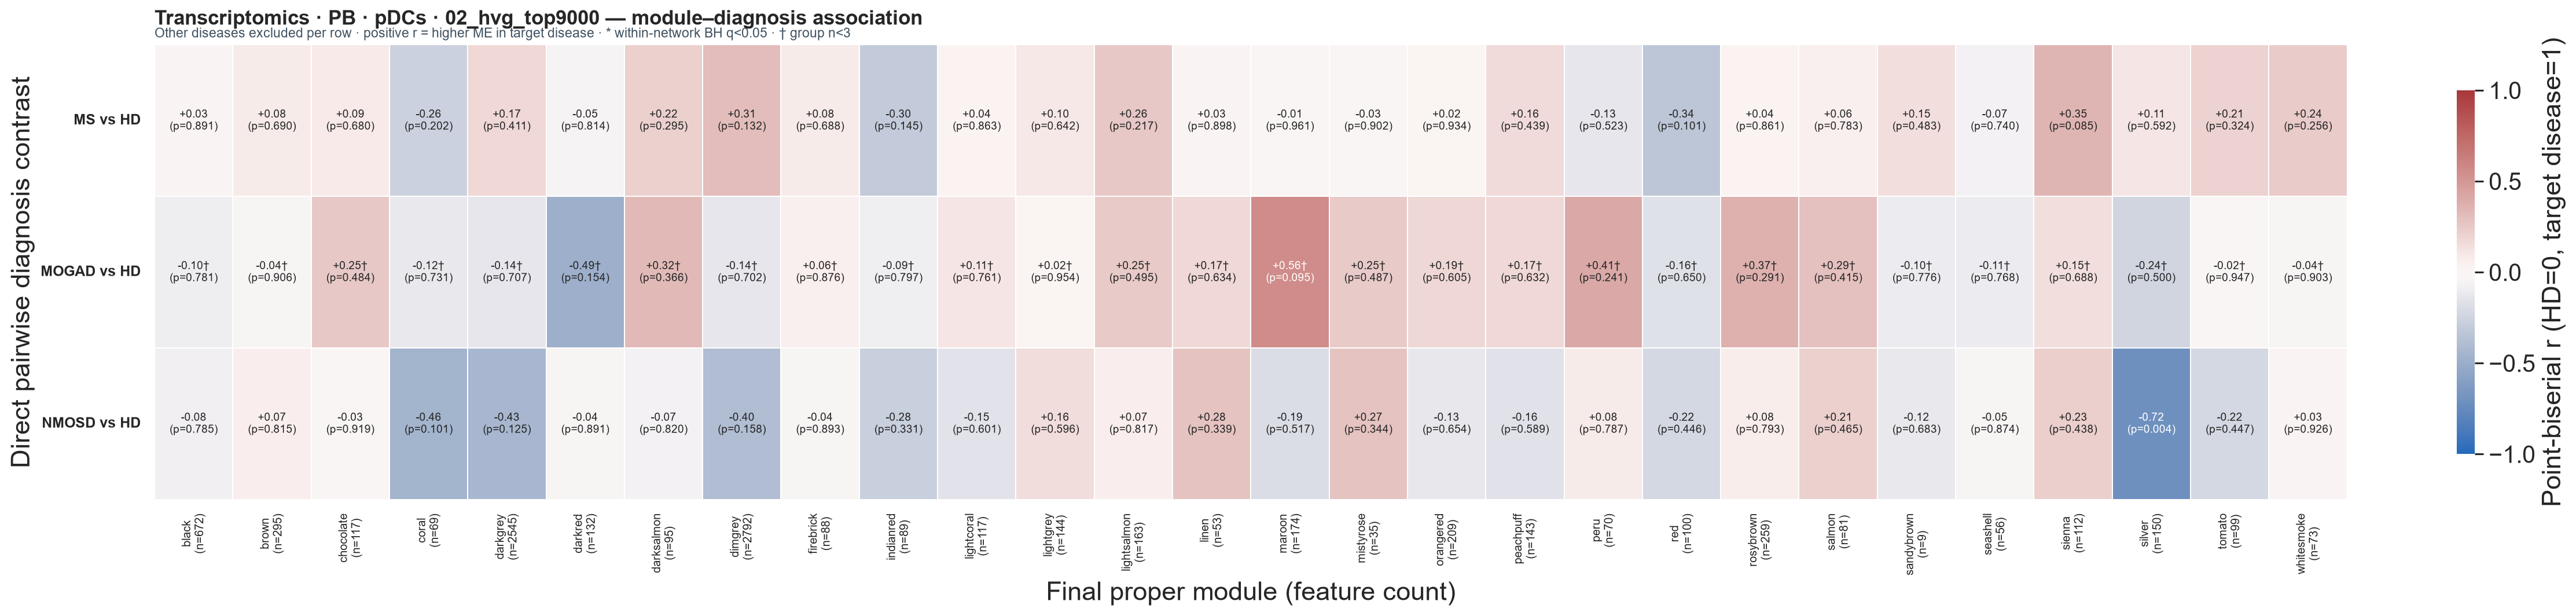 Transcriptomics · PB · pDCs · 02_hvg_top9000 — module–diagnosis association
Other diseases excluded per row · positive r = higher ME in target disease · * within-network BH q<0.05 · † group n<3
Direct pairwise diagnosis contrast
MS vs HD
+0.03 +0.08 +0.09 -0.26 +0.17 -0.05 +0.22 +0.31 +0.08 -0.30 +0.04 +0.10 +0.26 +0.03 -0.01 -0.03 +0.02 +0.16 -0.13 -0.34 +0.04 +0.06 +0.15 -0.07 +0.35 +0.11 +0.21 +0.24
(p=0.891) (p=0.690) (p=0.680) (p=0.202) (p=0.411) (p=0.814) (p=0.295) (p=0.132) (p=0.688) (p=0.145) (p=0.863) (p=0.642) (p=0.217) (p=0.898) (p=0.961) (p=0.902) (p=0.934) (p=0.439) (p=0.523) (p=0.101) (p=0.861) (p=0.783) (p=0.483) (p=0.740) (p=0.085) (p=0.592) (p=0.324) (p=0.256)
MOGAD vs HD
-0.10† -0.04† +0.25† -0.12† -0.14† -0.49† +0.32† -0.14† +0.06† -0.09† +0.11† +0.02† +0.25† +0.17† +0.56† +0.25† +0.19† +0.17† +0.41† -0.16† +0.37† +0.29† -0.10† -0.11† +0.15† -0.24† -0.02† -0.04†
(p=0.781) (p=0.906) (p=0.484) (p=0.731) (p=0.707) (p=0.154) (p=0.366) (p=0.702) (p=0.876) (p=0.797) (p=0.761) (p=0.954) (p=0.495) (p=0.634) (p=0.095) (p=0.487) (p=0.605) (p=0.632) (p=0.241) (p=0.650) (p=0.291) (p=0.415) (p=0.776) (p=0.768) (p=0.688) (p=0.500) (p=0.947) (p=0.903)
NMOSD vs HD
-0.08 +0.07 -0.03 -0.46 -0.43 -0.04 -0.07 -0.40 -0.04 -0.28 -0.15 +0.16 +0.07 +0.28 -0.19 +0.27 -0.13 -0.16 +0.08 -0.22 +0.08 +0.21 -0.12 -0.05 +0.23 -0.72 -0.22 +0.03
(p=0.785) (p=0.815) (p=0.919) (p=0.101) (p=0.125) (p=0.891) (p=0.820) (p=0.158) (p=0.893) (p=0.331) (p=0.601) (p=0.596) (p=0.817) (p=0.339) (p=0.517) (p=0.344) (p=0.654) (p=0.589) (p=0.787) (p=0.446) (p=0.793) (p=0.465) (p=0.683) (p=0.874) (p=0.438) (p=0.004) (p=0.447) (p=0.926)
black
(n=672)
brown
(n=295)
chocolate
(n=117)
coral
(n=69)
darkgrey
(n=2545)
darkred
(n=132)
darksalmon
(n=95)
dimgrey
(n=2792)
firebrick
(n=88)
indianred
(n=89)
lightcoral
(n=117)
lightgrey
(n=144)
lightsalmon
(n=163)
linen
(n=53)
maroon
(n=174)
mistyrose
(n=35)
orangered
(n=209)
peachpuff
(n=143)
peru
(n=70)
red
(n=100)
rosybrown
(n=259)
salmon
(n=81)
sandybrown
(n=9)
seashell
(n=56)
sienna
(n=112)
silver
(n=150)
tomato
(n=99)
whitesmoke
(n=73)
Final proper module (feature count)
1.0
0.5
0.0
−0.5
−1.0
Point-biserial r (HD=0, target disease=1)